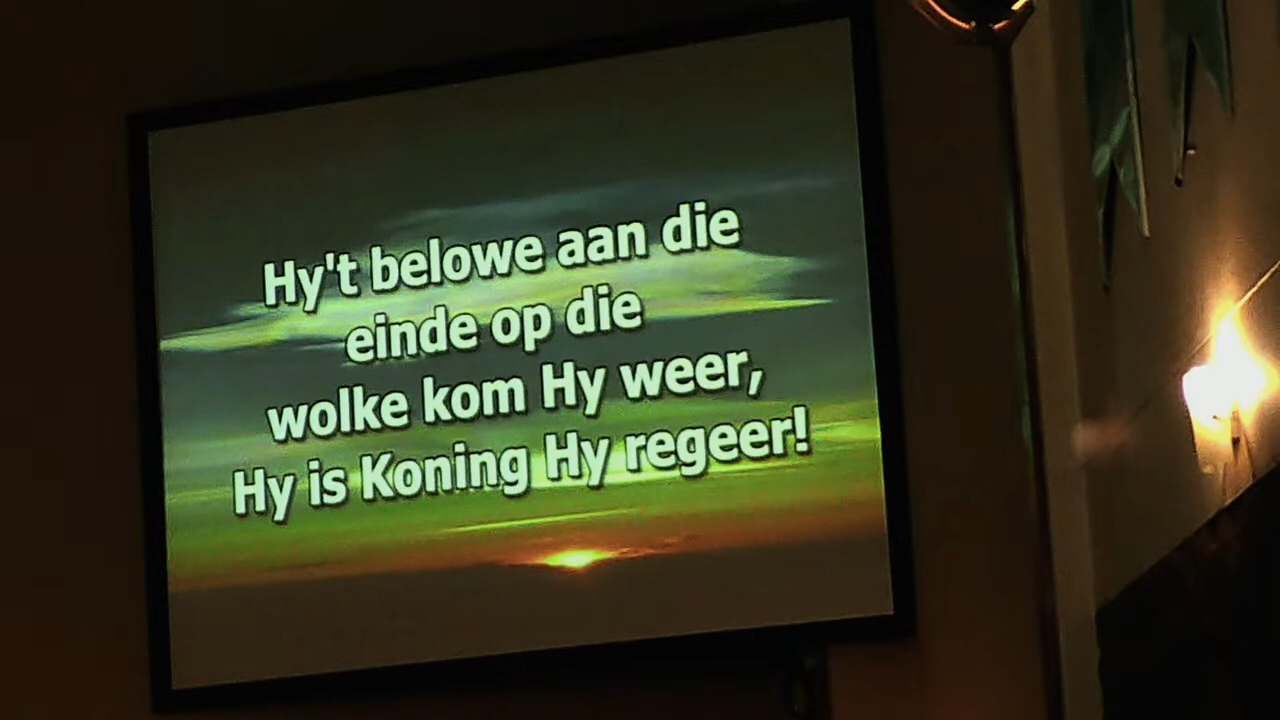 Hy't belowe aan die
einde op die
wolke kom Hy weer,
Hy is Koning Hy regeer!